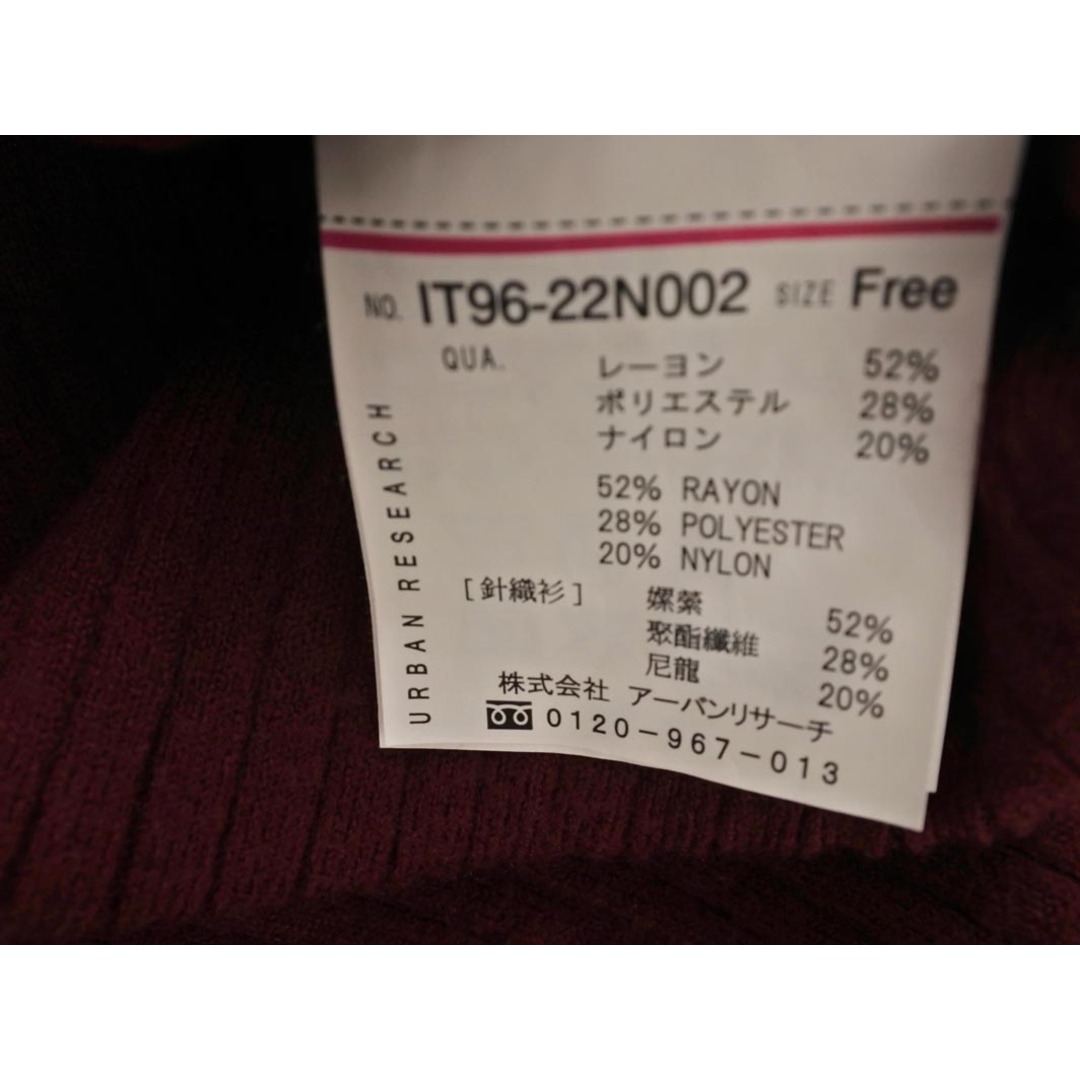 NO. IT96-22N002 SIZE Free
QUA. レーヨン 52%
ポリエステル 28%
ナイロン 20%
52% RAYON
28% POLYESTER
20% NYLON
[針織衫] 嫘縈 52%
聚酯纖維 28%
尼龍 20%
株式会社 アーバンリサーチ
0120-967-013
URBAN RESEARCH